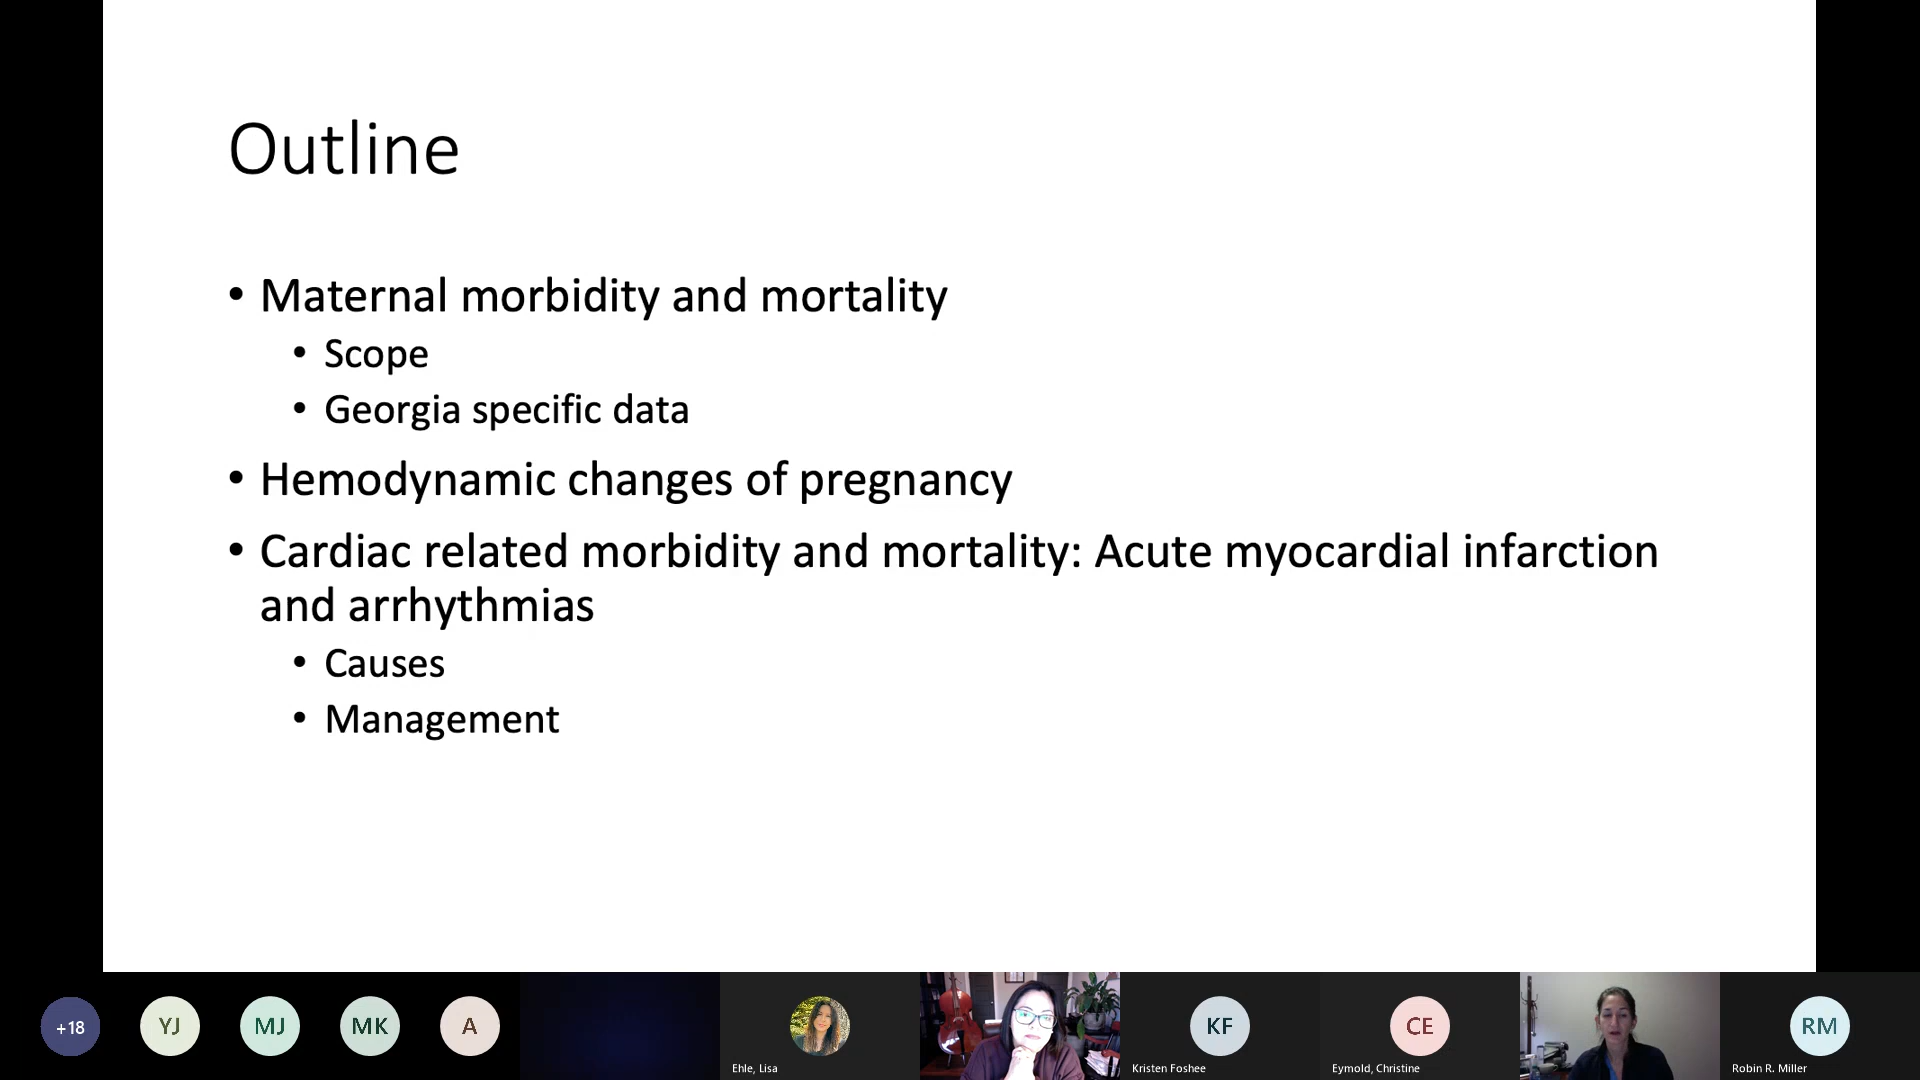 Outline
• Maternal morbidity and mortality
• Scope
• Georgia specific data
• Hemodynamic changes of pregnancy
• Cardiac related morbidity and mortality: Acute myocardial infarction
and arrhythmias
• Causes
• Management
+18
YJ
MJ
MK
A
Ehle, Lisa
KF
Kristen Foshee
CE
Eymold, Christine
RM
Robin R. Miller